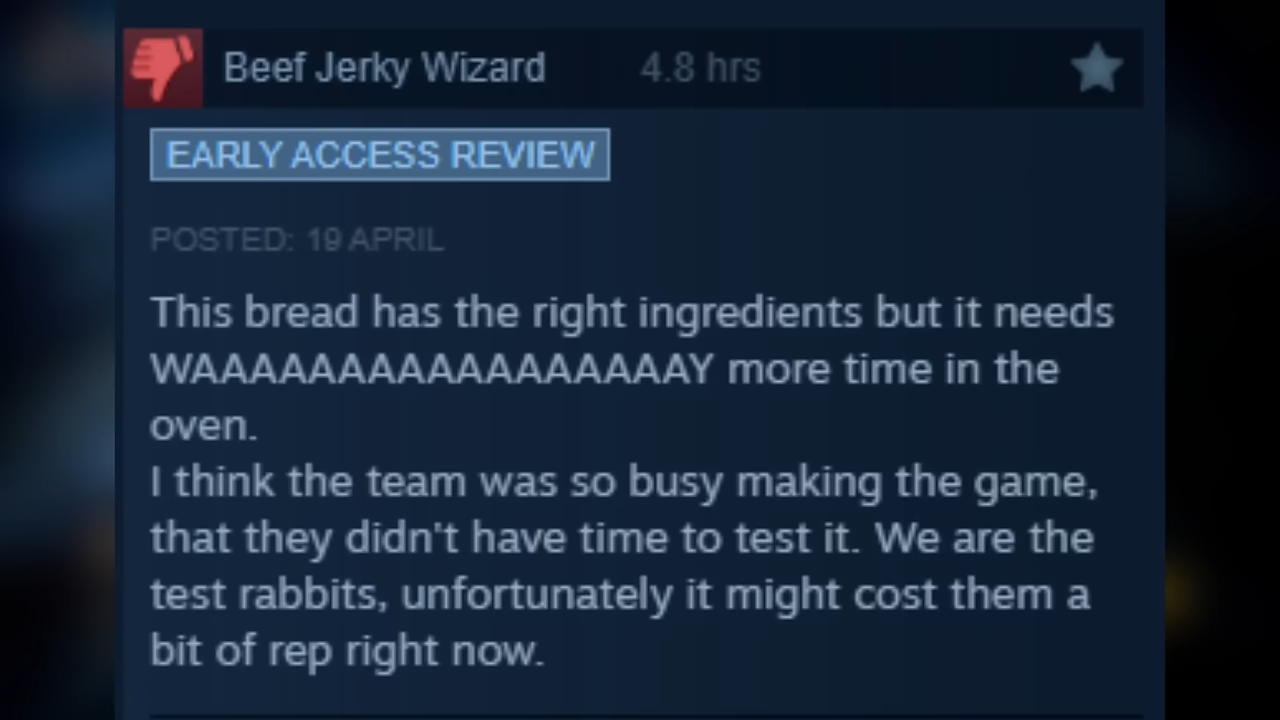 Beef Jerky Wizard 4.8 hrs
EARLY ACCESS REVIEW
POSTED: 19 APRIL
This bread has the right ingredients but it needs
WAAAAAAAAAAAAAAAAAY more time in the
oven.
I think the team was so busy making the game,
that they didn't have time to test it. We are the
test rabbits, unfortunately it might cost them a
bit of rep right now.